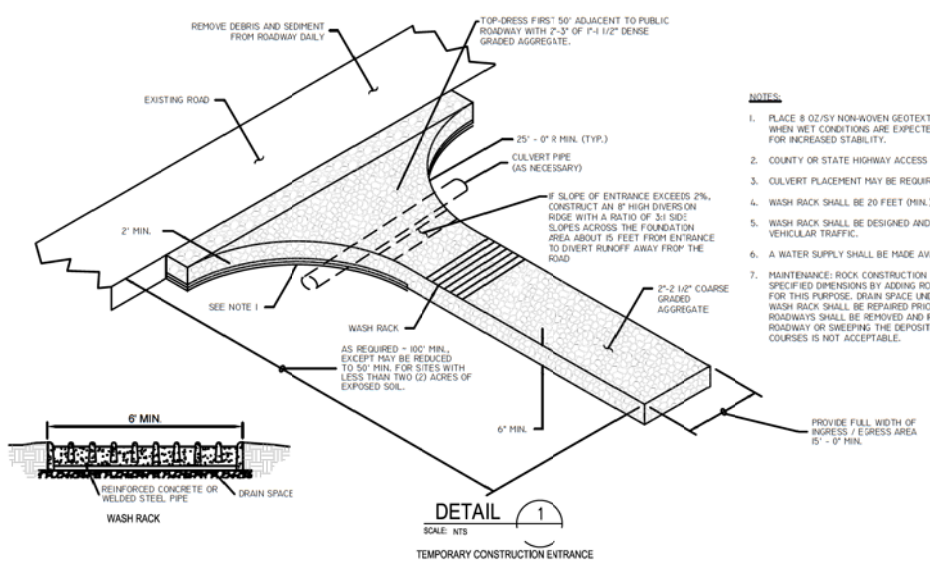 REMOVE DEBRIS AND SEDIMENT
FROM ROADWAY DAILY
TOP-DRESS FIRST 50' ADJACENT TO PUBLIC
ROADWAY WITH 2"-3" OF 1"-1 1/2" DENSE
GRADED AGGREGATE.
EXISTING ROAD
25' - 0" R MIN. (TYP.)
CULVERT PIPE
(AS NECESSARY)
IF SLOPE OF ENTRANCE EXCEEDS 2%,
CONSTRUCT AN 8" HIGH DIVERSION
RIDGE WITH A RATIO OF 3:1 SIDE
SLOPES ACROSS THE FOUNDATION
AREA ABOUT 15 FEET FROM ENTRANCE
TO DIVERT RUNOFF AWAY FROM THE
ROAD
2' MIN.
SEE NOTE 1
WASH RACK
2"-2 1/2" COARSE
GRADED
AGGREGATE
AS REQUIRED - 100' MIN.,
EXCEPT MAY BE REDUCED
TO 50' MIN. FOR SITES WITH
LESS THAN TWO (2) ACRES OF
EXPOSED SOIL.
6" MIN.
PROVIDE FULL WIDTH OF
INGRESS / EGRESS AREA
15' - 0" MIN.
NOTES:
1. PLACE 8 OZ/SY NON-WOVEN GEOTEXT
WHEN WET CONDITIONS ARE EXPECTE
FOR INCREASED STABILITY.
2. COUNTY OR STATE HIGHWAY ACCESS
3. CULVERT PLACEMENT MAY BE REQUIR
4. WASH RACK SHALL BE 20 FEET (MIN.)
5. WASH RACK SHALL BE DESIGNED AND
VEHICULAR TRAFFIC.
6. A WATER SUPPLY SHALL BE MADE AV
7. MAINTENANCE: ROCK CONSTRUCTION
SPECIFIED DIMENSIONS BY ADDING RO
FOR THIS PURPOSE. DRAIN SPACE UND
WASH RACK SHALL BE REPAIRED PRIO
ROADWAYS SHALL BE REMOVED AND R
ROADWAY OR SWEEPING THE DEPOSIT
COURSES IS NOT ACCEPTABLE.
6' MIN.
REINFORCED CONCRETE OR
WELDED STEEL PIPE
DRAIN SPACE
WASH RACK
DETAIL 1
SCALE: NTS
TEMPORARY CONSTRUCTION ENTRANCE